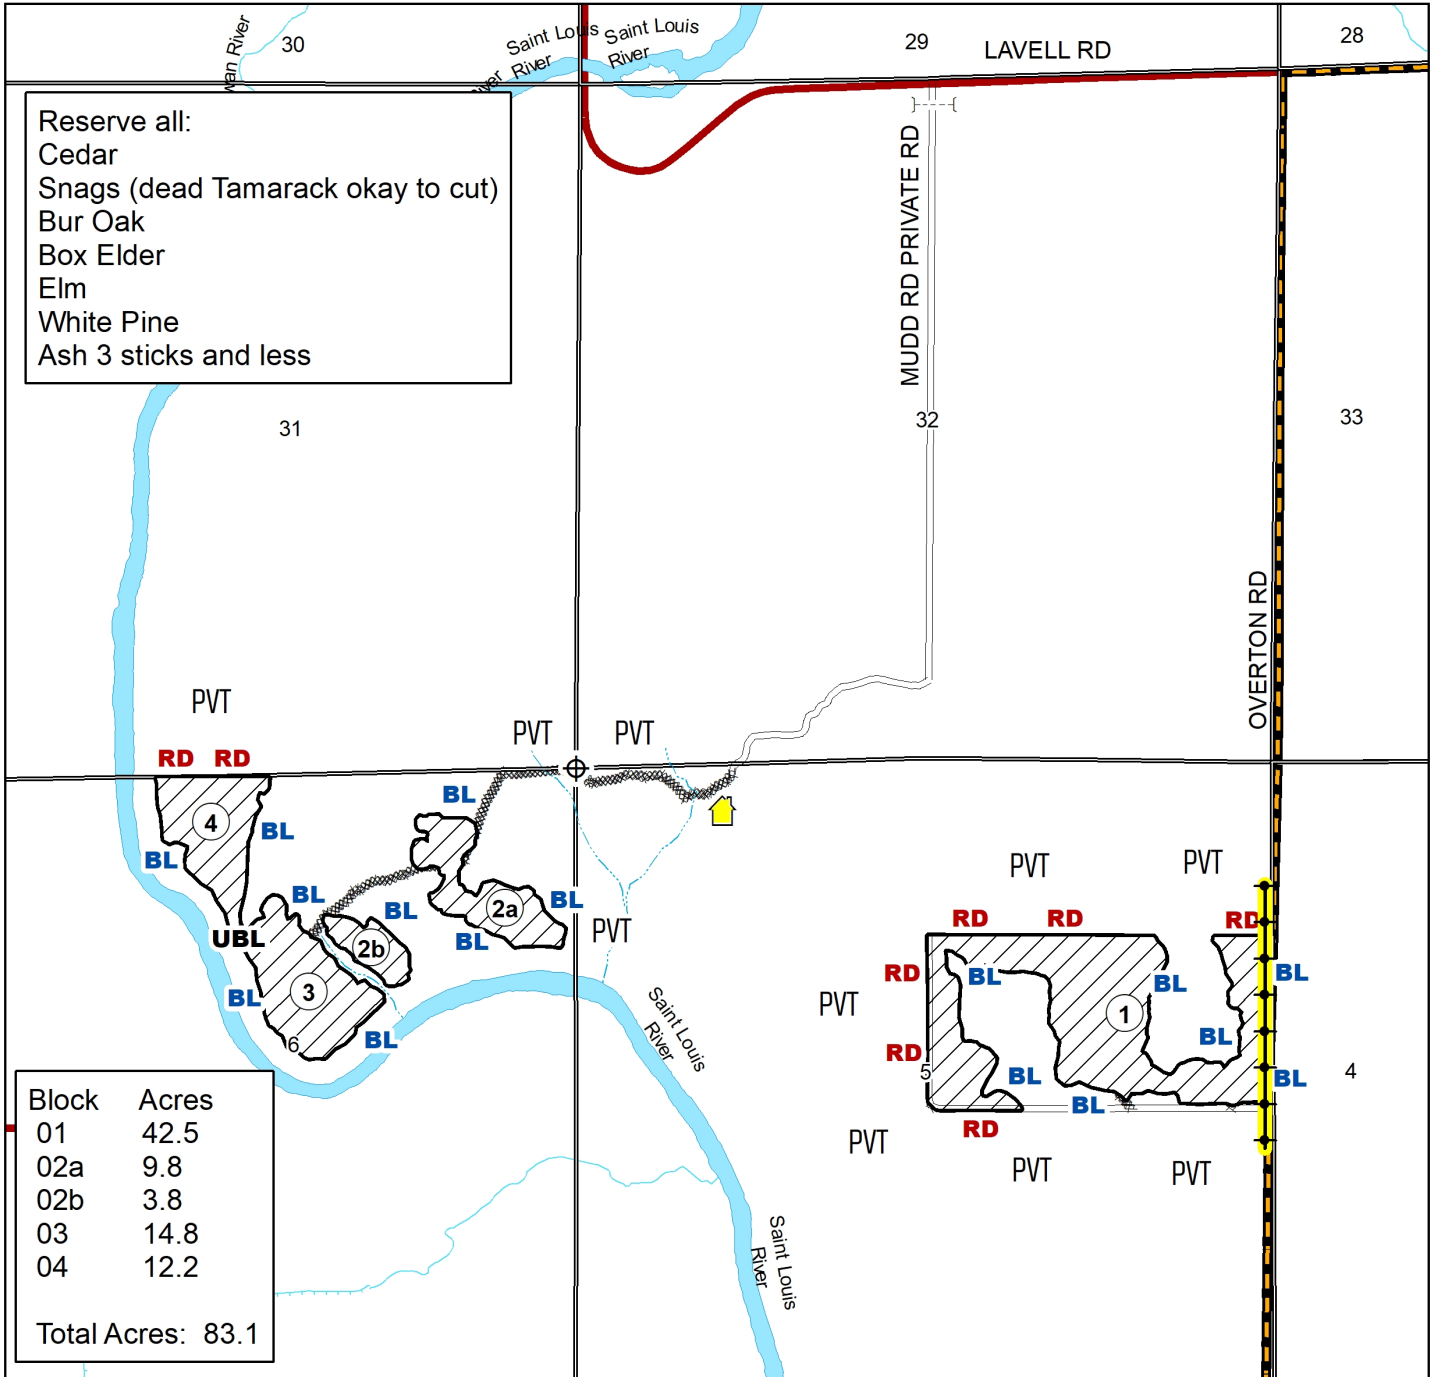 30
wan River
Saint Louis
River
Saint Louis
River
River
29
LAVELL RD
28
Reserve all:
Cedar
Snags (dead Tamarack okay to cut)
Bur Oak
Box Elder
Elm
White Pine
Ash 3 sticks and less
MUDD RD PRIVATE RD
31
32
33
OVERTON RD
PVT
PVT
PVT
RD RD
BL
4
BL
BL
PVT
PVT
BL
BL
BL
2a
RD
RD
RD
UBL
2b
BL
PVT
RD
BL
BL
BL
BL
3
PVT
1
Saint Louis
River
6
BL
BL
RD
5
BL
BL
4
BL
RD
PVT
PVT
PVT
Block Acres
01 42.5
02a 9.8
02b 3.8
03 14.8
04 12.2
Total Acres: 83.1
Saint Louis
River